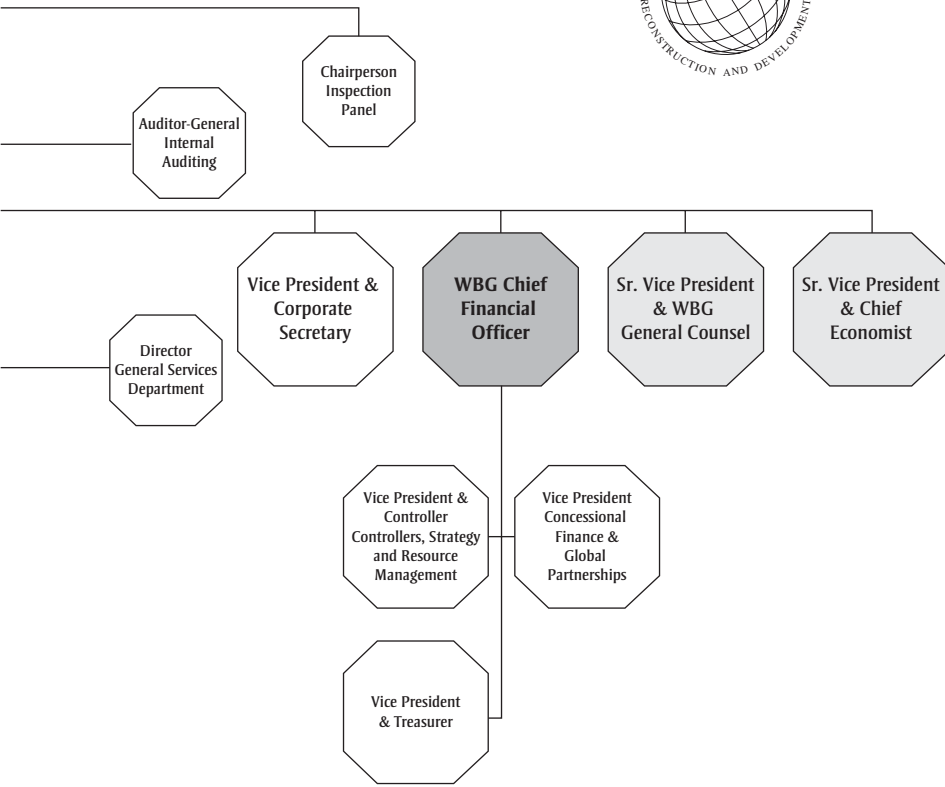 RECONSTRUCTION AND DEVELOPMENT
Chairperson
Inspection
Panel
Auditor-General
Internal
Auditing
Vice President &
Corporate
Secretary
WBG Chief
Financial
Officer
Sr. Vice President
& WBG
General Counsel
Sr. Vice President
& Chief
Economist
Director
General Services
Department
Vice President &
Controller
Controllers, Strategy
and Resource
Management
Vice President
Concessional
Finance &
Global
Partnerships
Vice President
& Treasurer